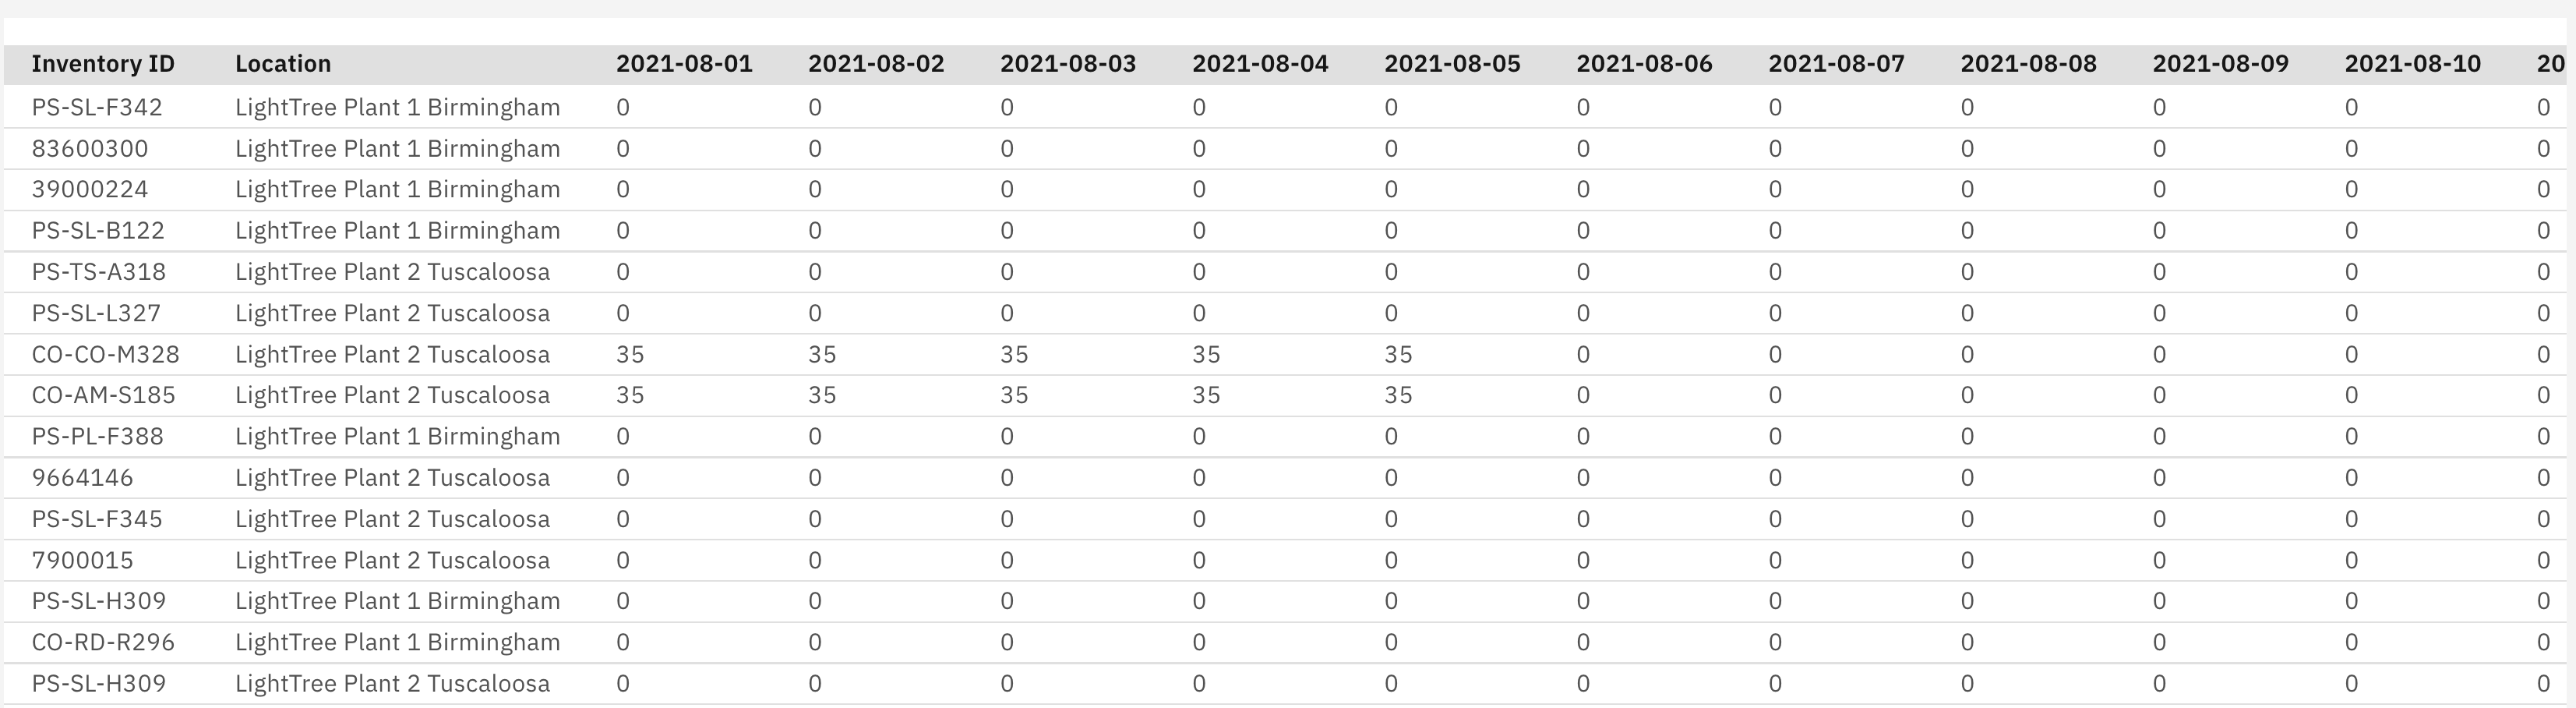 Inventory ID Location 2021-08-01 2021-08-02 2021-08-03 2021-08-04 2021-08-05 2021-08-06 2021-08-07 2021-08-08 2021-08-09 2021-08-10 20
PS-SL-F342 LightTree Plant 1 Birmingham 0 0 0 0 0 0 0 0 0 0 0
83600300 LightTree Plant 1 Birmingham 0 0 0 0 0 0 0 0 0 0 0
39000224 LightTree Plant 1 Birmingham 0 0 0 0 0 0 0 0 0 0 0
PS-SL-B122 LightTree Plant 1 Birmingham 0 0 0 0 0 0 0 0 0 0 0
PS-TS-A318 LightTree Plant 2 Tuscaloosa 0 0 0 0 0 0 0 0 0 0 0
PS-SL-L327 LightTree Plant 2 Tuscaloosa 0 0 0 0 0 0 0 0 0 0 0
CO-CO-M328 LightTree Plant 2 Tuscaloosa 35 35 35 35 35 0 0 0 0 0 0
CO-AM-S185 LightTree Plant 2 Tuscaloosa 35 35 35 35 35 0 0 0 0 0 0
PS-PL-F388 LightTree Plant 1 Birmingham 0 0 0 0 0 0 0 0 0 0 0
9664146 LightTree Plant 2 Tuscaloosa 0 0 0 0 0 0 0 0 0 0 0
PS-SL-F345 LightTree Plant 2 Tuscaloosa 0 0 0 0 0 0 0 0 0 0 0
7900015 LightTree Plant 2 Tuscaloosa 0 0 0 0 0 0 0 0 0 0 0
PS-SL-H309 LightTree Plant 1 Birmingham 0 0 0 0 0 0 0 0 0 0 0
CO-RD-R296 LightTree Plant 1 Birmingham 0 0 0 0 0 0 0 0 0 0 0
PS-SL-H309 LightTree Plant 2 Tuscaloosa 0 0 0 0 0 0 0 0 0 0 0